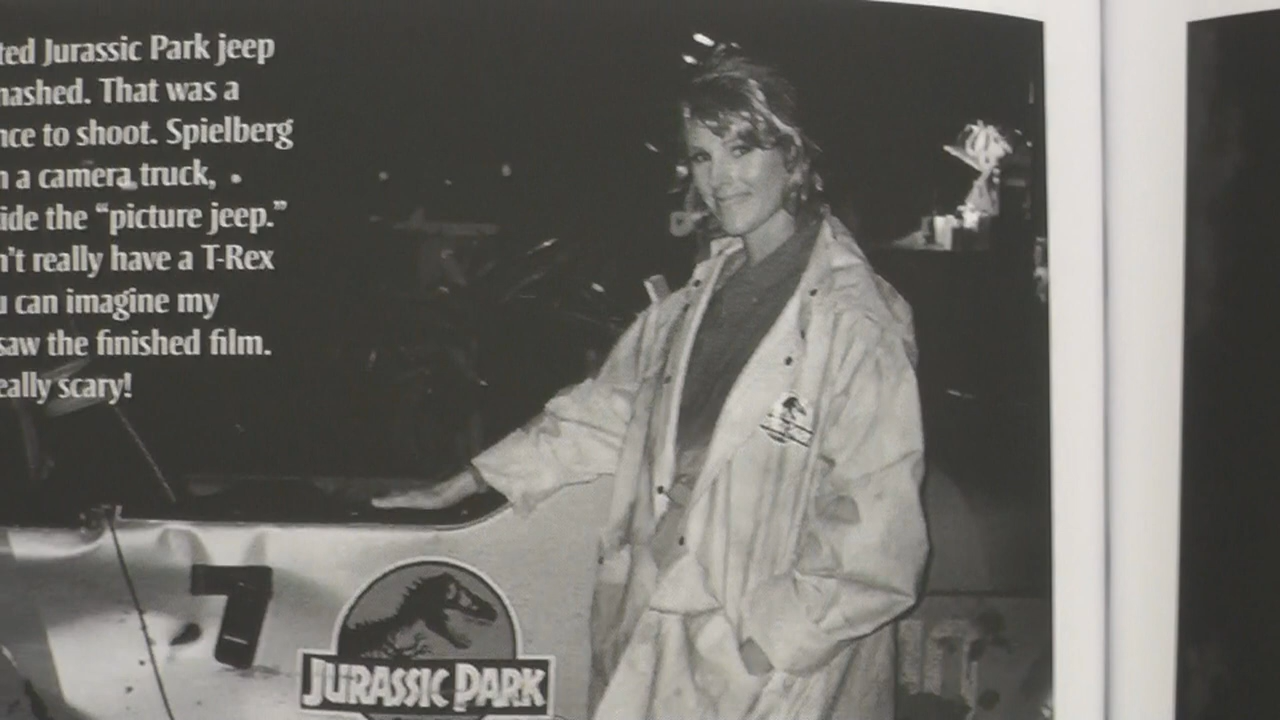 ted Jurassic Park jeep
nashed. That was a
nce to shoot. Spielberg
n a camera truck,
ide the “picture jeep.”
n't really have a T-Rex
u can imagine my
saw the finished film.
eally scary!
7
JURASSIC PARK